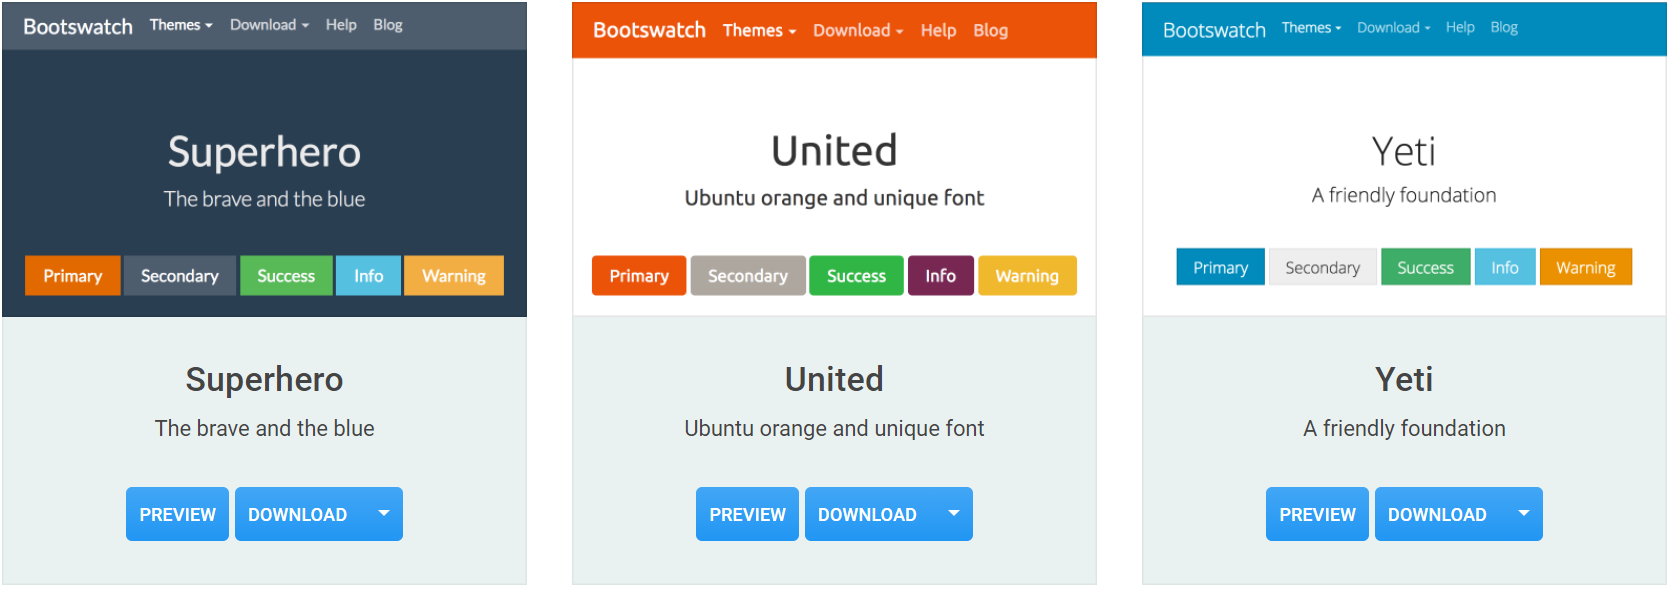 Bootswatch Themes Download Help Blog
Superhero
The brave and the blue
Primary Secondary Success Info Warning
Superhero
The brave and the blue
PREVIEW DOWNLOAD
Bootswatch Themes Download Help Blog
United
Ubuntu orange and unique font
Primary Secondary Success Info Warning
United
Ubuntu orange and unique font
PREVIEW DOWNLOAD
Bootswatch Themes Download Help Blog
Yeti
A friendly foundation
Primary Secondary Success Info Warning
Yeti
A friendly foundation
PREVIEW DOWNLOAD